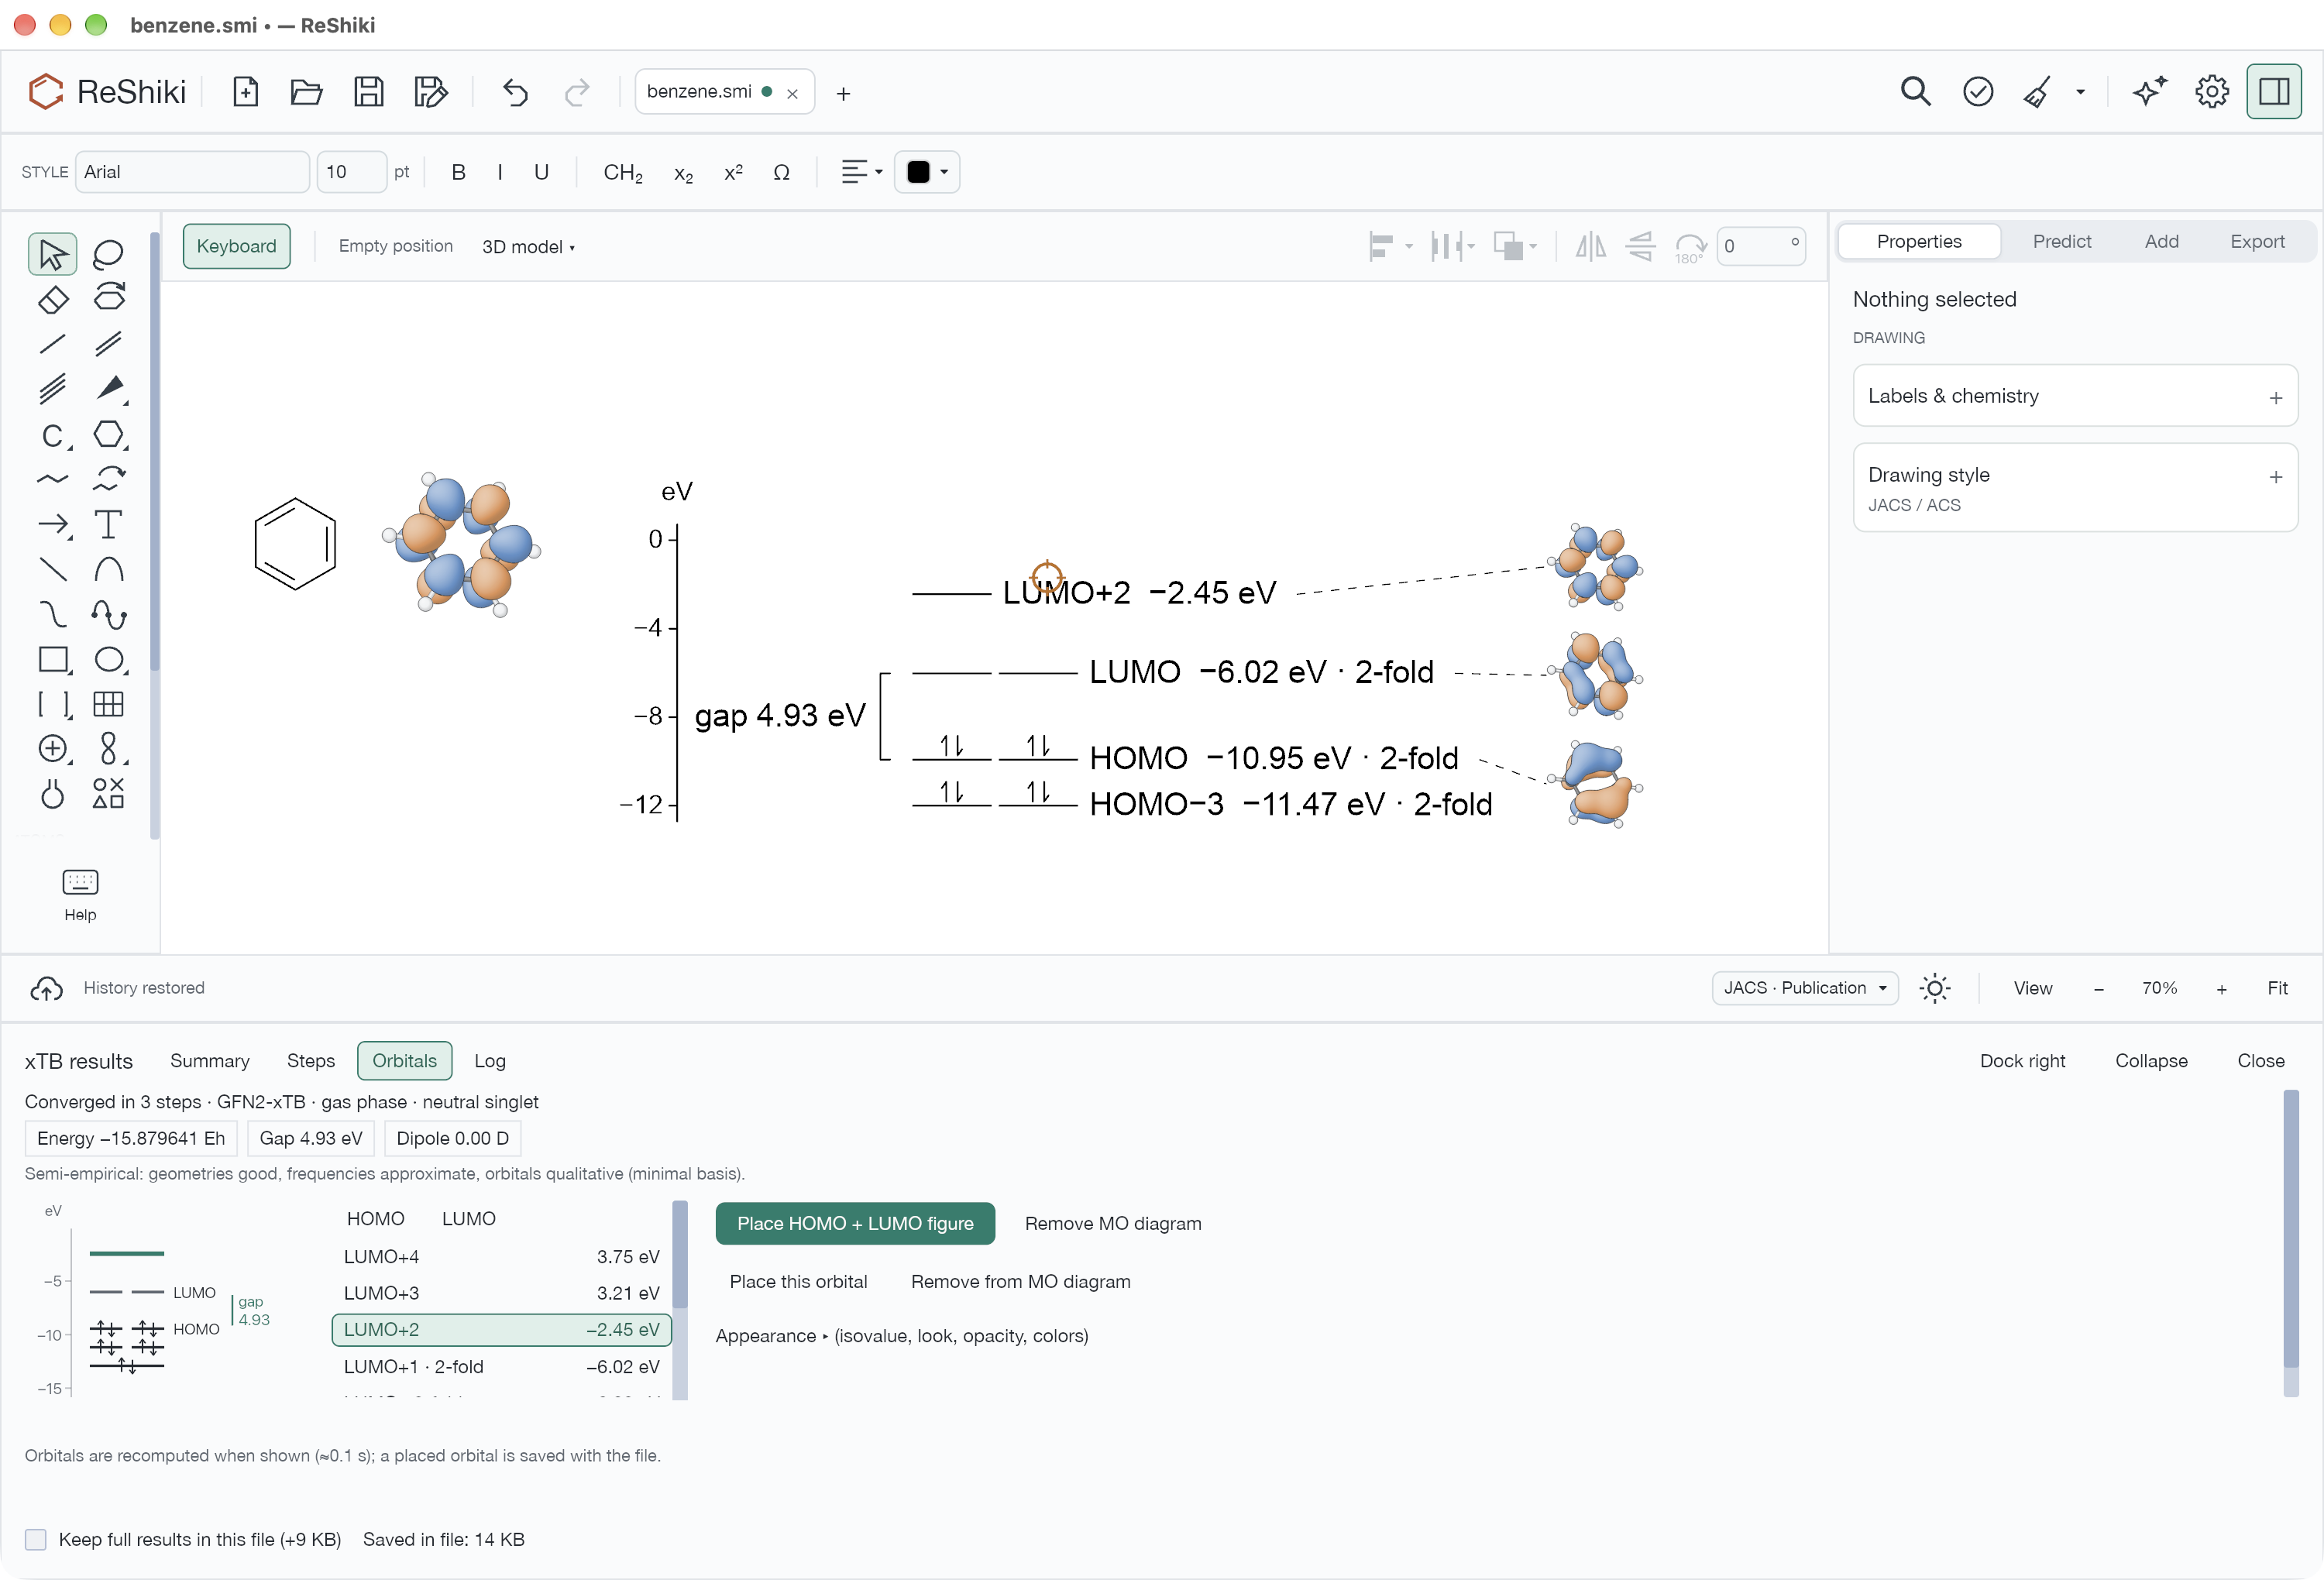 benzene.smi • — ReShiki
ReShiki
benzene.smi
STYLE Arial 10 pt B I U CH₂ x₂ x² Ω
Keyboard Empty position 3D model
180° 0 °
Properties Predict Add Export
Nothing selected
DRAWING
Labels & chemistry +
Drawing style +
JACS / ACS
C
T
Help
eV
0
−4
−8
−12
LUMO+2 −2.45 eV
LUMO −6.02 eV · 2-fold
gap 4.93 eV
HOMO −10.95 eV · 2-fold
HOMO−3 −11.47 eV · 2-fold
History restored
JACS · Publication View − 70% + Fit
xTB results Summary Steps Orbitals Log
Dock right Collapse Close
Converged in 3 steps · GFN2-xTB · gas phase · neutral singlet
Energy −15.879641 Eh Gap 4.93 eV Dipole 0.00 D
Semi-empirical: geometries good, frequencies approximate, orbitals qualitative (minimal basis).
eV
−5
−10
−15
LUMO
HOMO
gap
4.93
HOMO LUMO
LUMO+4 3.75 eV
LUMO+3 3.21 eV
LUMO+2 −2.45 eV
LUMO+1 · 2-fold −6.02 eV
Place HOMO + LUMO figure Remove MO diagram
Place this orbital Remove from MO diagram
Appearance ▸ (isovalue, look, opacity, colors)
Orbitals are recomputed when shown (≈0.1 s); a placed orbital is saved with the file.
Keep full results in this file (+9 KB) Saved in file: 14 KB